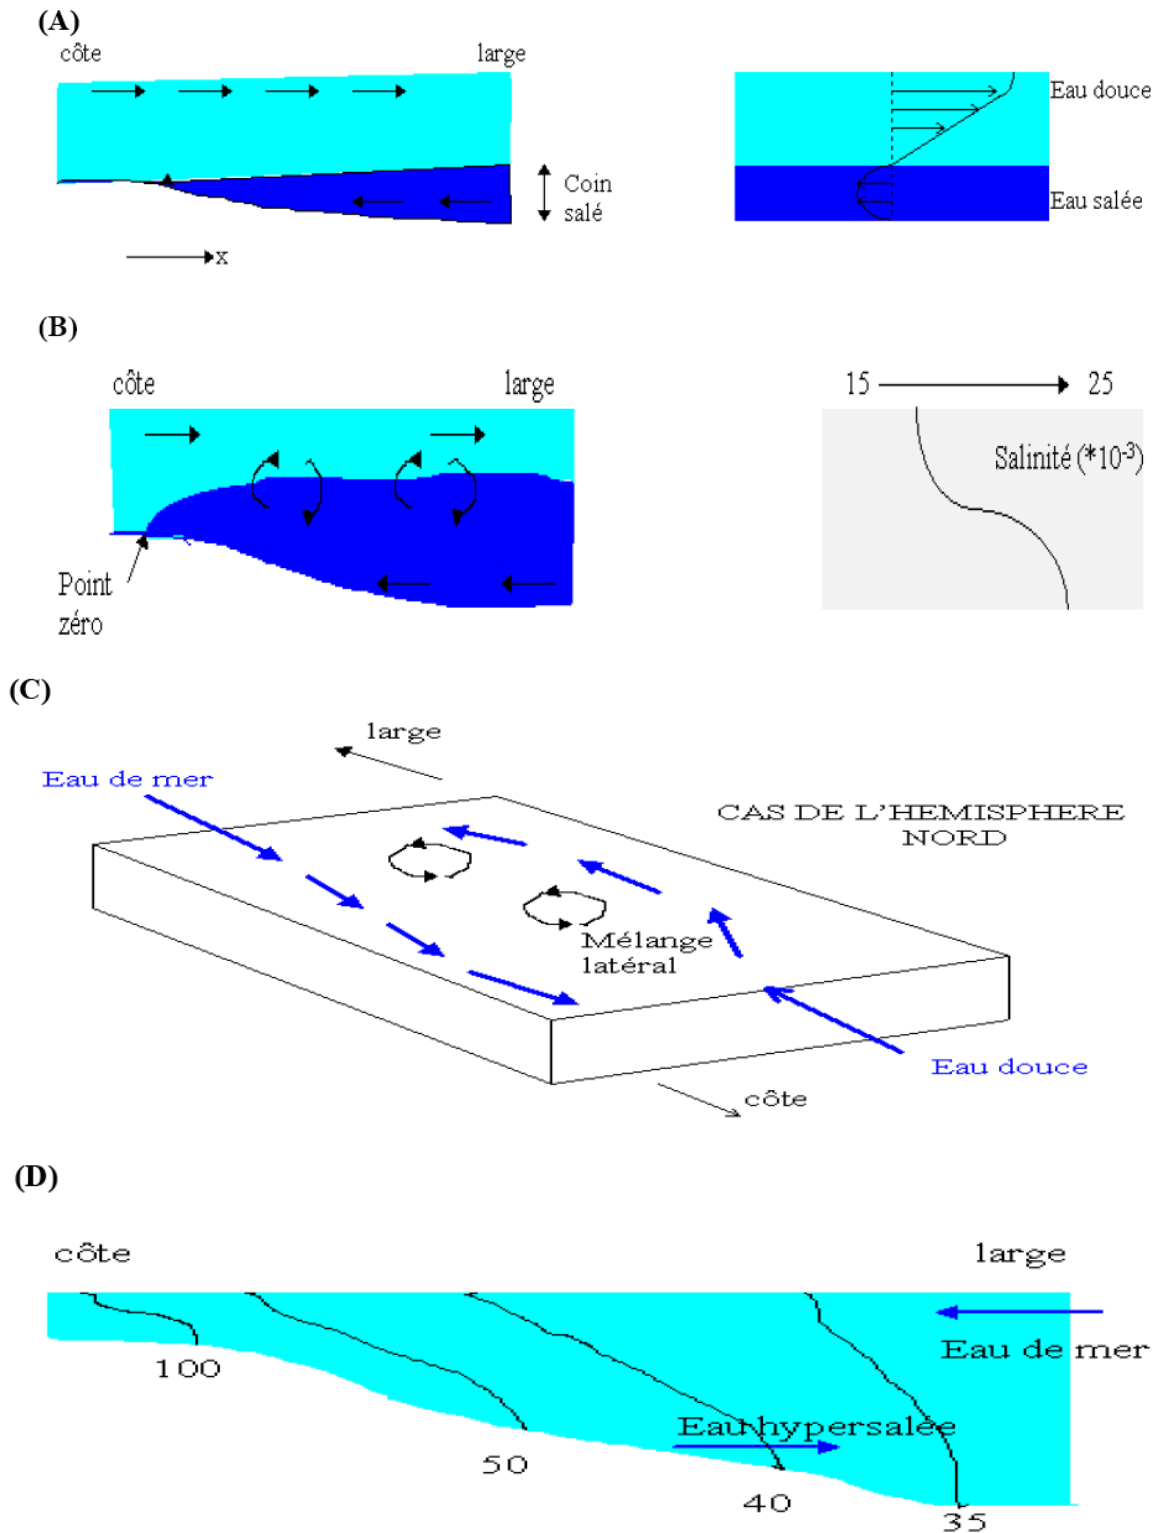 (A)
côte
large
Coin
salé
x
Eau douce
Eau salée
(B)
côte
large
Point
zéro
15
25
Salinité (*10-3)
(C)
large
Eau de mer
CAS DE L'HEMISPHERE
NORD
Mélange
latéral
Eau douce
côte
(D)
côte
large
Eau de mer
Eau hypersalée
100
50
40
35